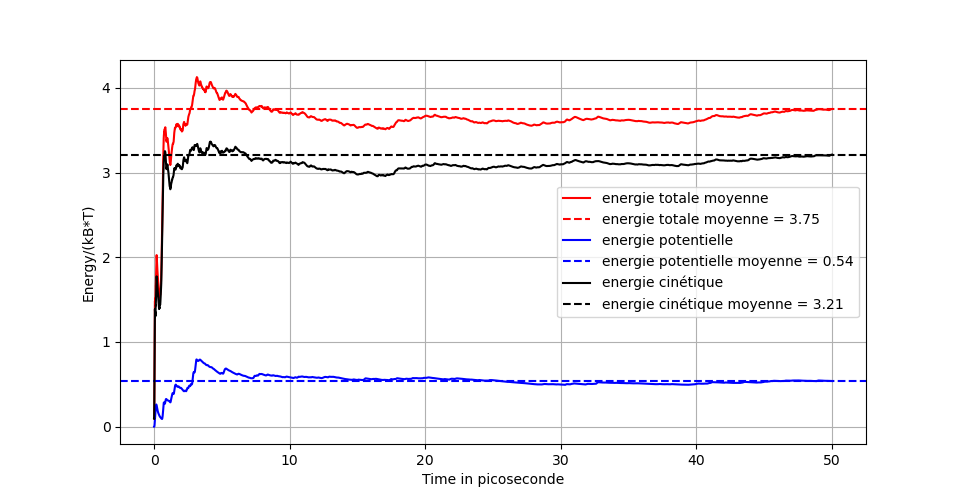 4
3
2
1
0
Energy/(kB*T)
energie totale moyenne
energie totale moyenne = 3.75
energie potentielle
energie potentielle moyenne = 0.54
energie cinétique
energie cinétique moyenne = 3.21
0 10 20 30 40 50
Time in picoseconde